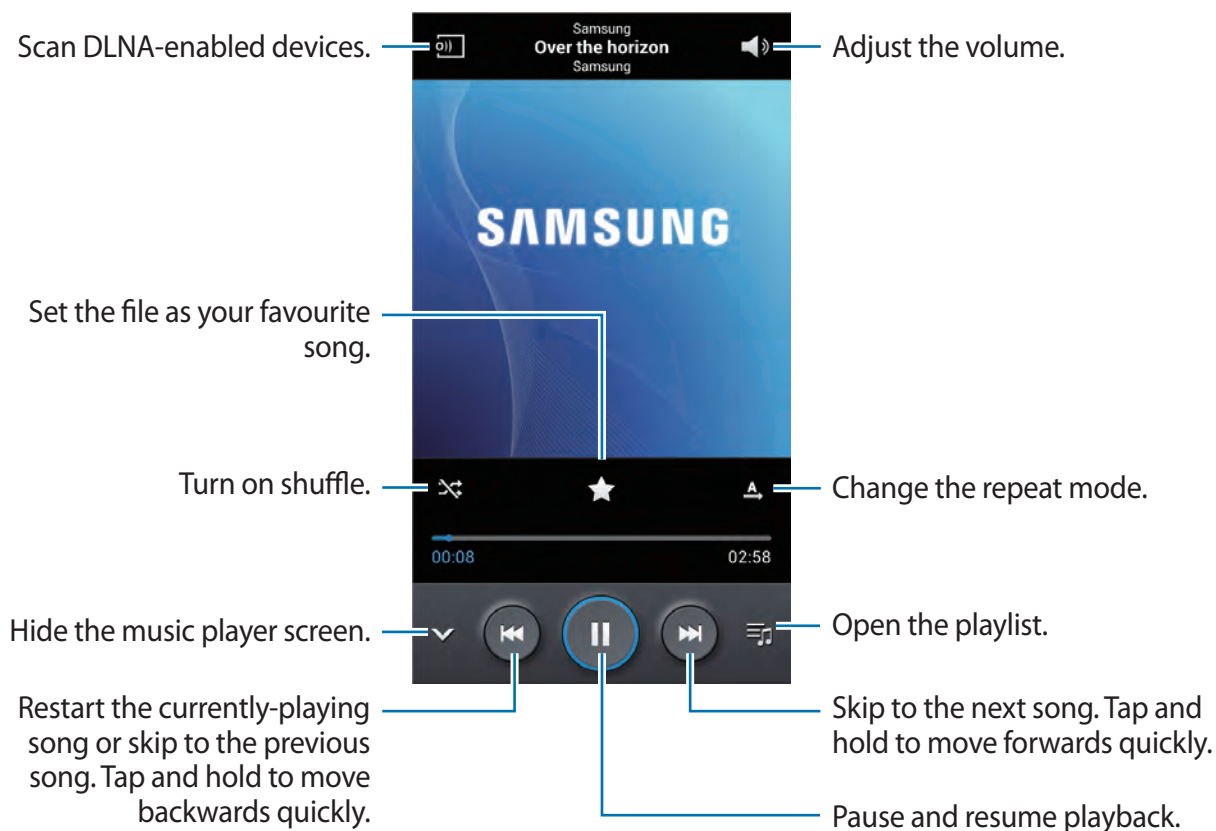 Scan DLNA-enabled devices.
Samsung
Over the horizon
Samsung
Adjust the volume.
SAMSUNG
Set the file as your favourite
song.
Turn on shuffle.
A
Change the repeat mode.
00:08
02:58
Hide the music player screen.
Open the playlist.
Restart the currently-playing
song or skip to the previous
song. Tap and hold to move
backwards quickly.
Skip to the next song. Tap and
hold to move forwards quickly.
Pause and resume playback.